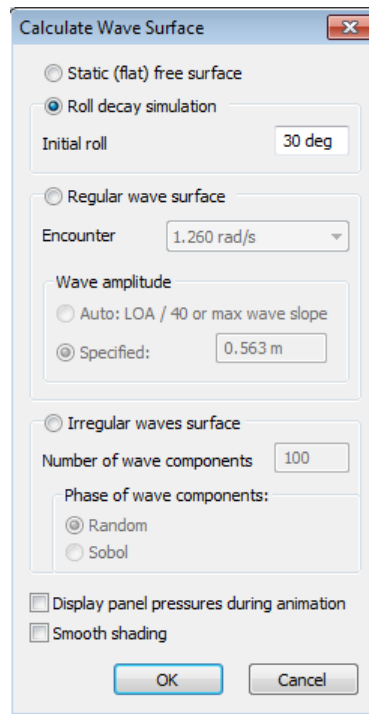 Calculate Wave Surface
Static (flat) free surface
Roll decay simulation
Initial roll 30 deg
Regular wave surface
Encounter 1.260 rad/s
Wave amplitude
Auto: LOA / 40 or max wave slope
Specified: 0.563 m
Irregular waves surface
Number of wave components 100
Phase of wave components:
Random
Sobol
Display panel pressures during animation
Smooth shading
OK Cancel